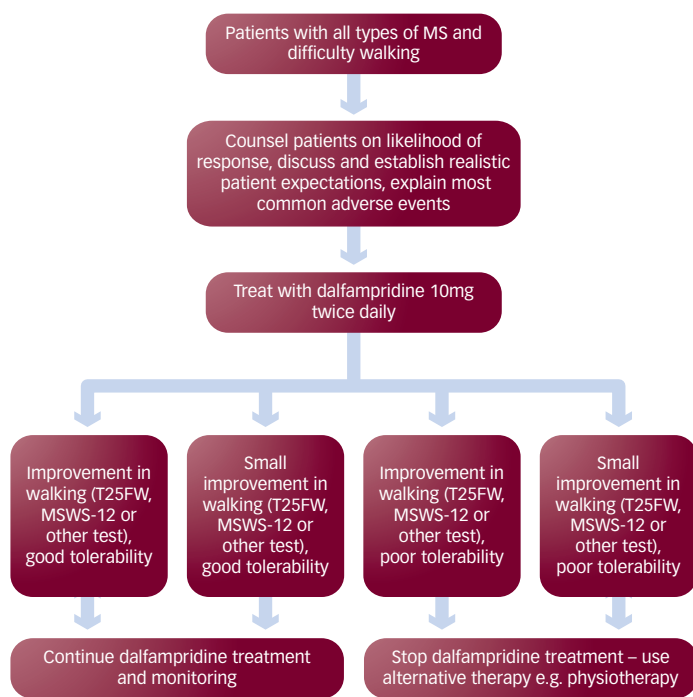 Patients with all types of MS and
difficulty walking
Counsel patients on likelihood of
response, discuss and establish realistic
patient expectations, explain most
common adverse events
Treat with dalfampridine 10mg
twice daily
Improvement in
walking (T25FW,
MSWS-12 or
other test),
good tolerability
Small
improvement in
walking (T25FW,
MSWS-12 or
other test),
good tolerability
Improvement in
walking (T25FW,
MSWS-12 or
other test),
poor tolerability
Small
improvement in
walking (T25FW,
MSWS-12 or
other test),
poor tolerability
Continue dalfampridine treatment
and monitoring
Stop dalfampridine treatment – use
alternative therapy e.g. physiotherapy